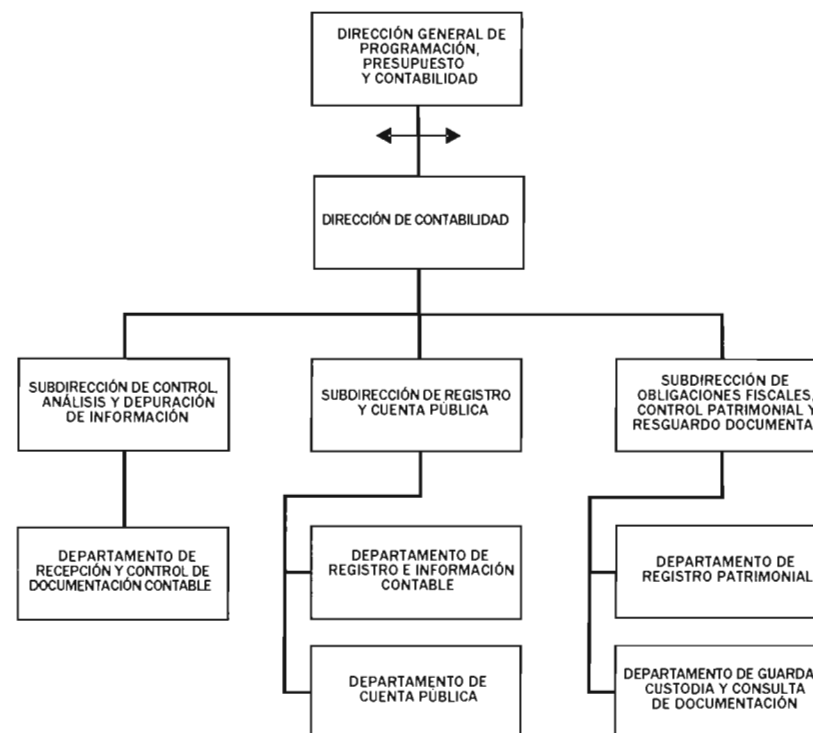 DIRECCIÓN GENERAL DE
PROGRAMACIÓN,
PRESUPUESTO
Y CONTABILIDAD
DIRECCIÓN DE CONTABILIDAD
SUBDIRECCIÓN DE CONTROL,
ANÁLISIS Y DEPURACIÓN
DE INFORMACIÓN
SUBDIRECCIÓN DE REGISTRO
Y CUENTA PÚBLICA
SUBDIRECCIÓN DE
OBLIGACIONES FISCALES,
CONTROL PATRIMONIAL Y
RESGUARDO DOCUMENTA
DEPARTAMENTO DE
RECEPCIÓN Y CONTROL DE
DOCUMENTACIÓN CONTABLE
DEPARTAMENTO DE
REGISTRO E INFORMACIÓN
CONTABLE
DEPARTAMENTO DE
REGISTRO PATRIMONIAL
DEPARTAMENTO DE
CUENTA PÚBLICA
DEPARTAMENTO DE GUARDA,
CUSTODIA Y CONSULTA
DE DOCUMENTACIÓN